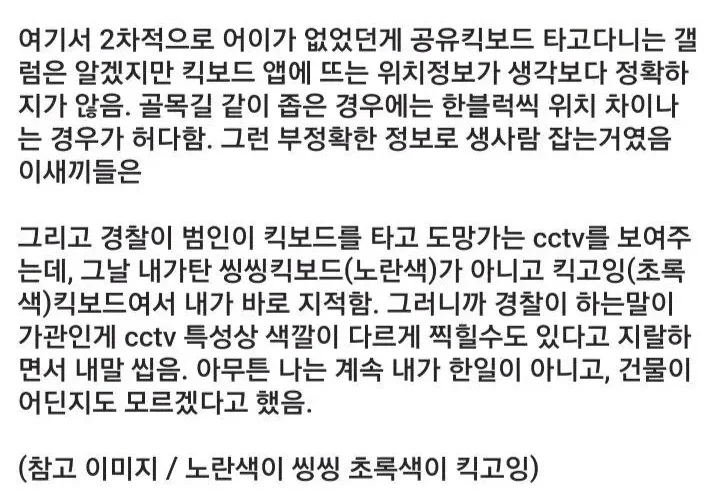 여기서 2차적으로 어이가 없었던게 공유킥보드 타고다니는 갤
럼은 알겠지만 킥보드 앱에 뜨는 위치정보가 생각보다 정확하
지가 않음. 골목길 같이 좁은 경우에는 한블럭씩 위치 차이나
는 경우가 허다함. 그런 부정확한 정보로 생사람 잡는거였음
이새끼들은
그리고 경찰이 범인이 킥보드를 타고 도망가는 cctv를 보여주
는데, 그날 내가탄 씽씽킥보드(노란색)가 아니고 킥고잉(초록
색)킥보드여서 내가 바로 지적함. 그러니까 경찰이 하는말이
가관인게 cctv 특성상 색깔이 다르게 찍힐수도 있다고 지랄하
면서 내말 씹음. 아무튼 나는 계속 내가 한일이 아니고, 건물이
어딘지도 모르겠다고 했음.
(참고 이미지 / 노란색이 씽씽 초록색이 킥고잉)